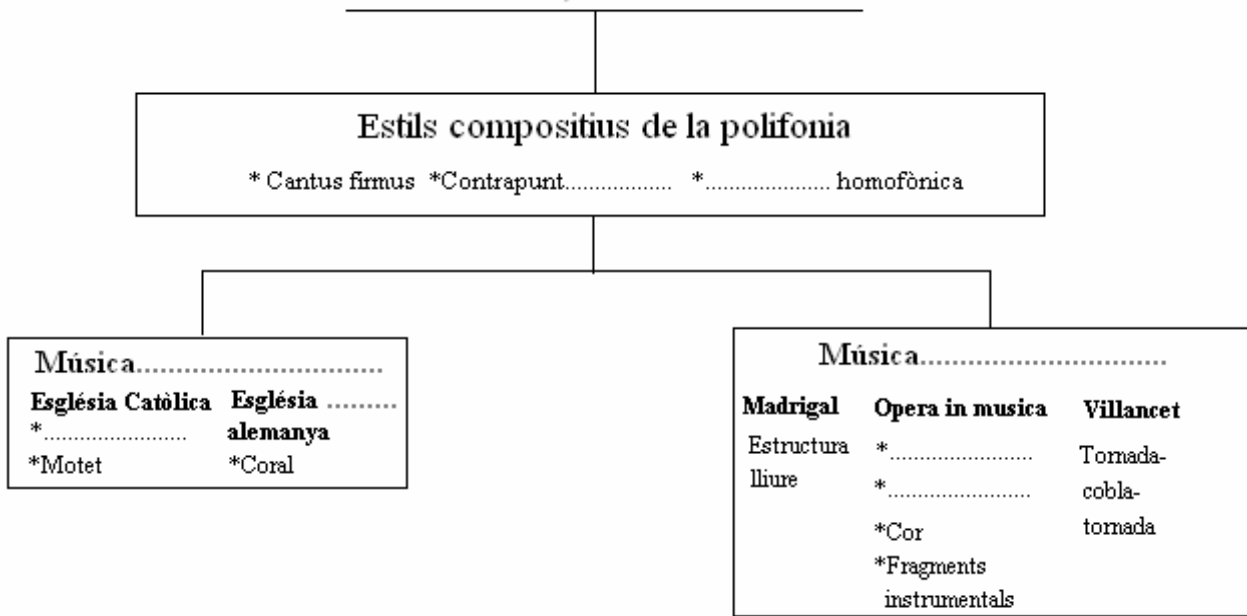 Estils compositius de la polifonia
* Cantus firmus *Contrapunt.................. *..................... homofònica
Música................................
Església Catòlica
*........................
*Motet
Església ..........
alemanya
*Coral
Música................................
Madrigal
Estructura
lliure
Opera in musica
*........................
*........................
*Cor
*Fragments
instrumentals
Villancet
Tornada-
cobla-
tornada